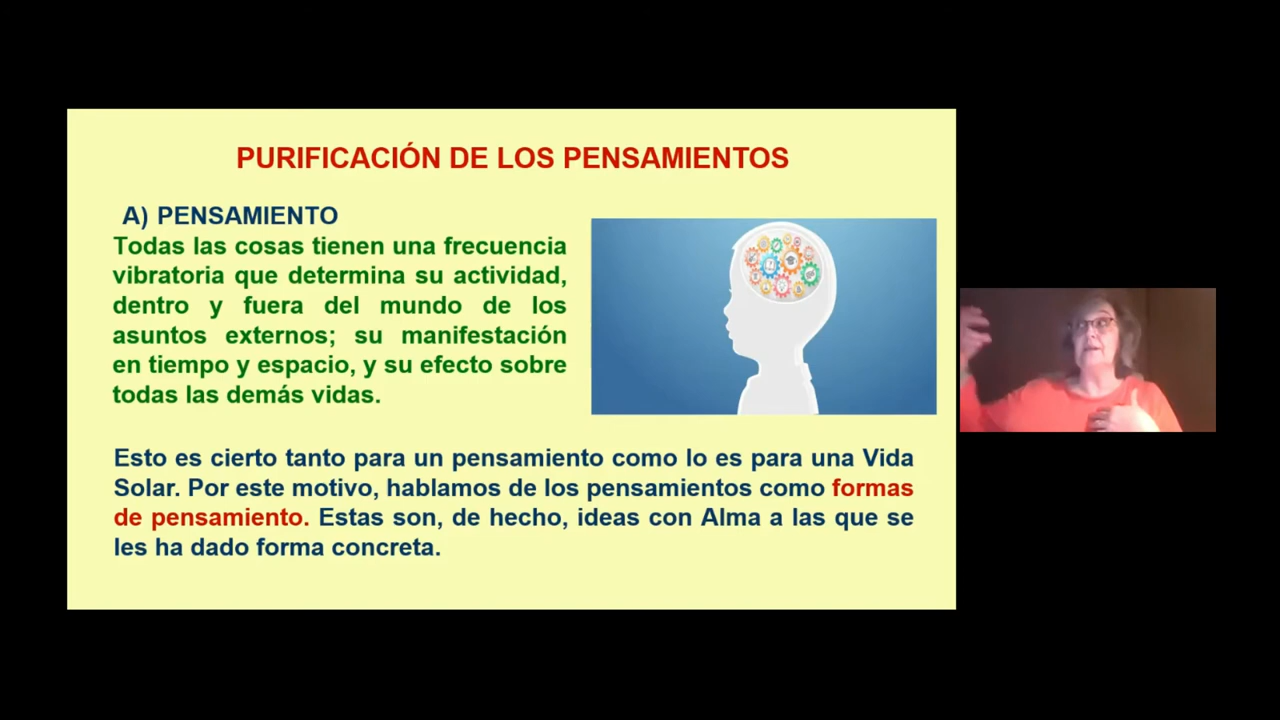 PURIFICACIÓN DE LOS PENSAMIENTOS
A) PENSAMIENTO
Todas las cosas tienen una frecuencia
vibratoria que determina su actividad,
dentro y fuera del mundo de los
asuntos externos; su manifestación
en tiempo y espacio, y su efecto sobre
todas las demás vidas.
Esto es cierto tanto para un pensamiento como lo es para una Vida
Solar. Por este motivo, hablamos de los pensamientos como formas
de pensamiento. Estas son, de hecho, ideas con Alma a las que se
les ha dado forma concreta.